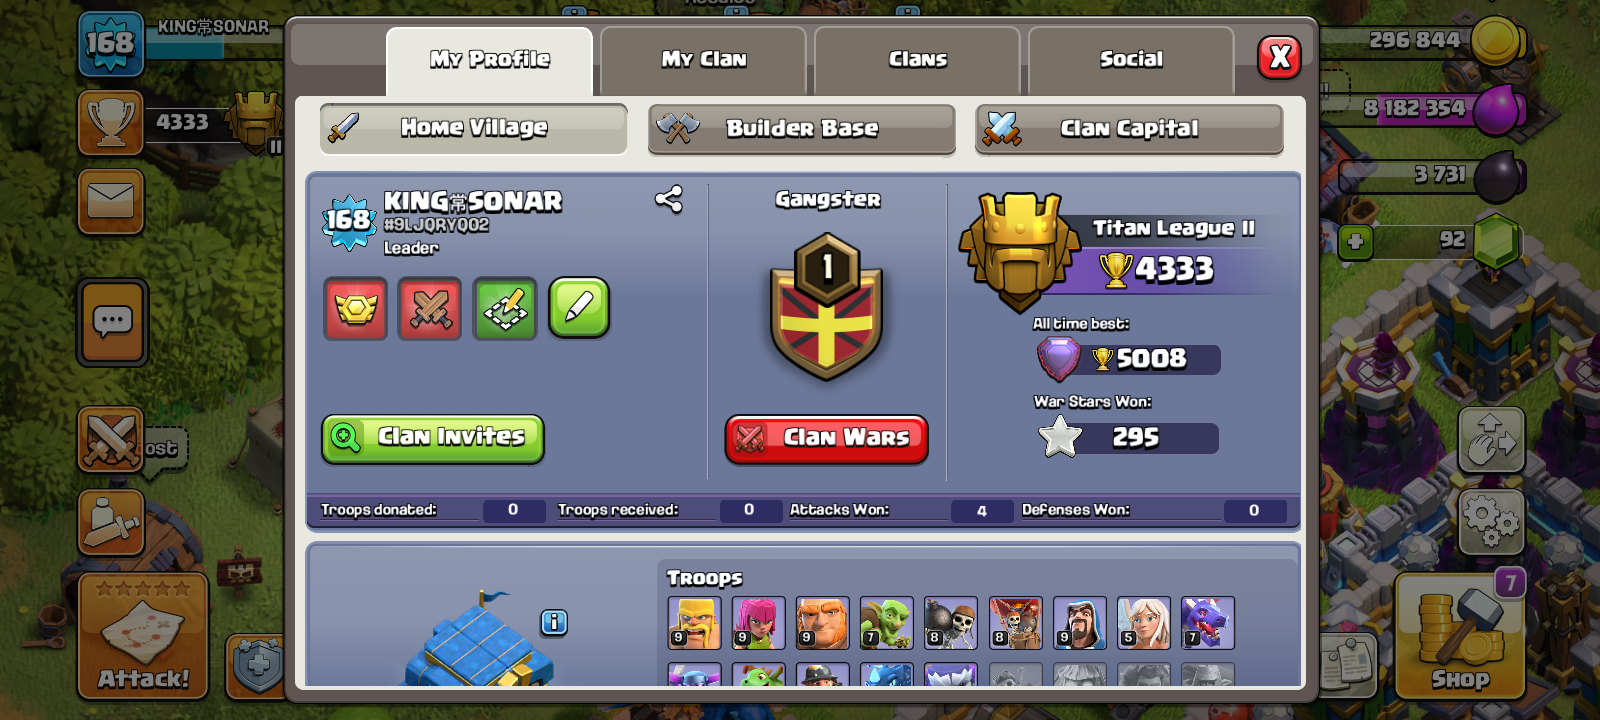 168
KING常SONAR
4333
ost
Attack!
My Profile
My Clan
Clans
Social
X
Home Village
Builder Base
Clan Capital
168
KING常SONAR
#9LJQRYQ02
Leader
Clan Invites
Gangster
1
Clan Wars
Titan League II
4333
All time best:
5008
War Stars Won:
295
Troops donated: 0
Troops received: 0
Attacks Won: 4
Defenses Won: 0
i
Troops
9 9 9 7 8 8 9 5 7
296 844
8 182 354
3 731
92
7
Shop